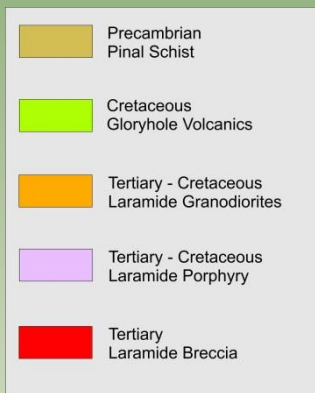 Precambrian
Pinal Schist
Cretaceous
Gloryhole Volcanics
Tertiary - Cretaceous
Laramide Granodiorites
Tertiary - Cretaceous
Laramide Porphyry
Tertiary
Laramide Breccia